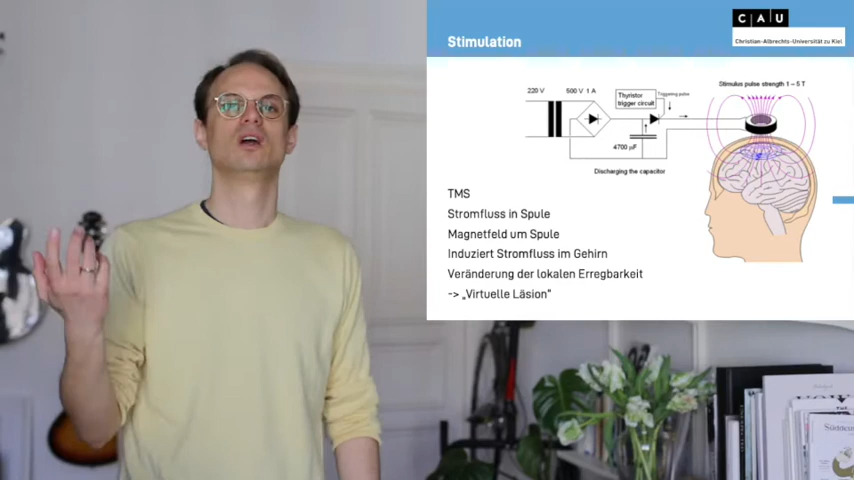 Stimulation
C A U
Christian-Albrechts-Universität zu Kiel
Stimulus pulse strength 1 – 5 T
220 V
500 V 1 A
Thyristor
trigger circuit
Triggering pulse
4700 µF
Discharging the capacitor
TMS
Stromfluss in Spule
Magnetfeld um Spule
Induziert Stromfluss im Gehirn
Veränderung der lokalen Erregbarkeit
-> „Virtuelle Läsion"